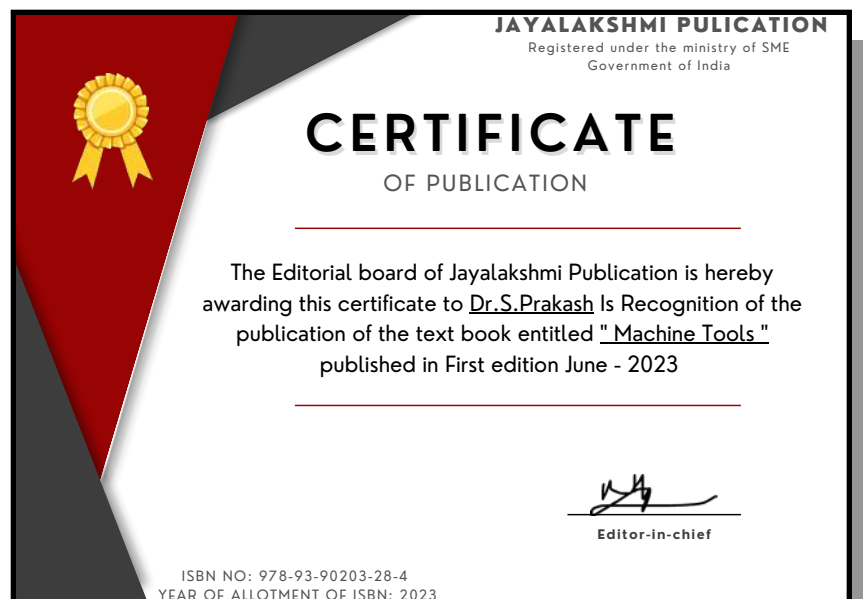 JAYALAKSHMI PULICATION
Registered under the ministry of SME
Government of India
CERTIFICATE
OF PUBLICATION
The Editorial board of Jayalakshmi Publication is hereby
awarding this certificate to Dr.S.Prakash Is Recognition of the
publication of the text book entitled " Machine Tools "
published in First edition June - 2023
Editor-in-chief
ISBN NO: 978-93-90203-28-4
YEAR OF ALLOTMENT OF ISBN: 2023